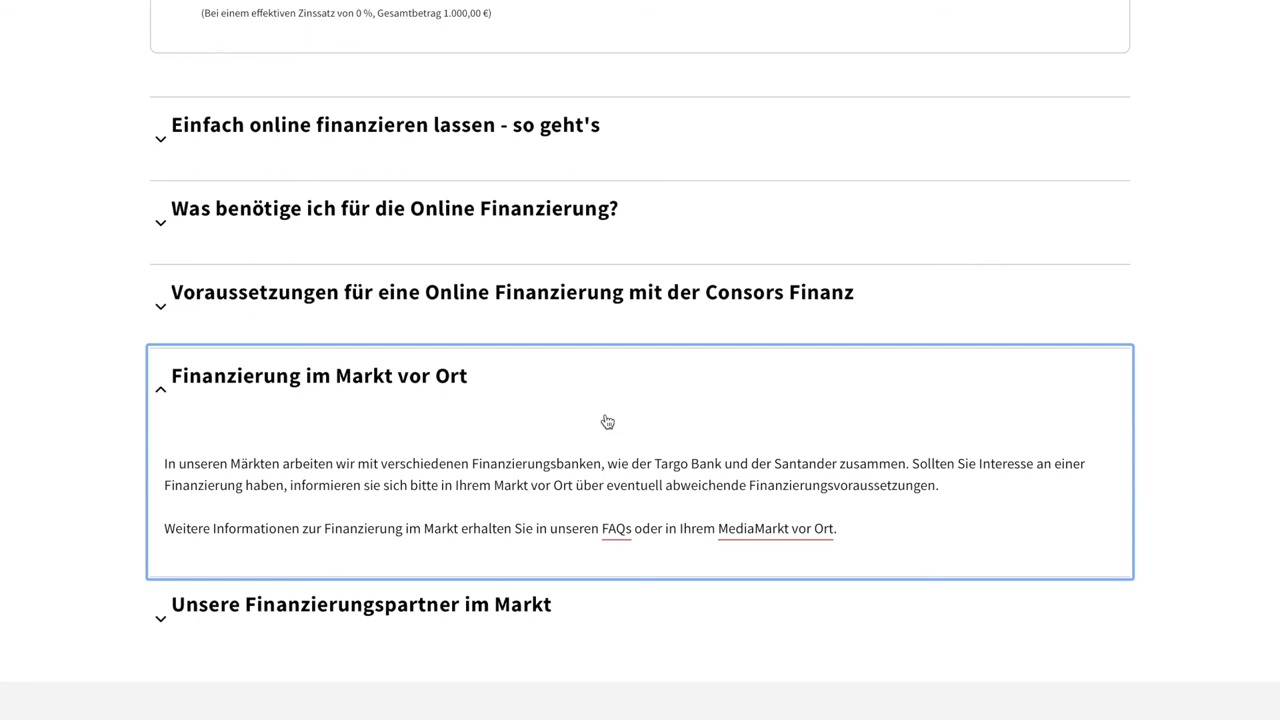 (Bei einem effektiven Zinssatz von 0 %, Gesamtbetrag 1.000,00 €)
Einfach online finanzieren lassen - so geht's
Was benötige ich für die Online Finanzierung?
Voraussetzungen für eine Online Finanzierung mit der Consors Finanz
Finanzierung im Markt vor Ort
In unseren Märkten arbeiten wir mit verschiedenen Finanzierungsbanken, wie der Targo Bank und der Santander zusammen. Sollten Sie Interesse an einer
Finanzierung haben, informieren sie sich bitte in Ihrem Markt vor Ort über eventuell abweichende Finanzierungsvoraussetzungen.
Weitere Informationen zur Finanzierung im Markt erhalten Sie in unseren FAQs oder in Ihrem MediaMarkt vor Ort.
Unsere Finanzierungspartner im Markt